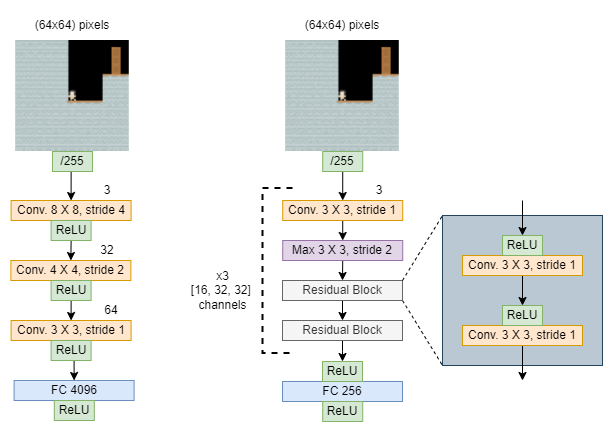 (64x64) pixels
/255
3
Conv. 8 X 8, stride 4
ReLU
32
Conv. 4 X 4, stride 2
ReLU
64
Conv. 3 X 3, stride 1
ReLU
FC 4096
ReLU
(64x64) pixels
/255
3
Conv. 3 X 3, stride 1
Max 3 X 3, stride 2
x3
[16, 32, 32]
channels
Residual Block
Residual Block
ReLU
FC 256
ReLU
ReLU
Conv. 3 X 3, stride 1
ReLU
Conv. 3 X 3, stride 1